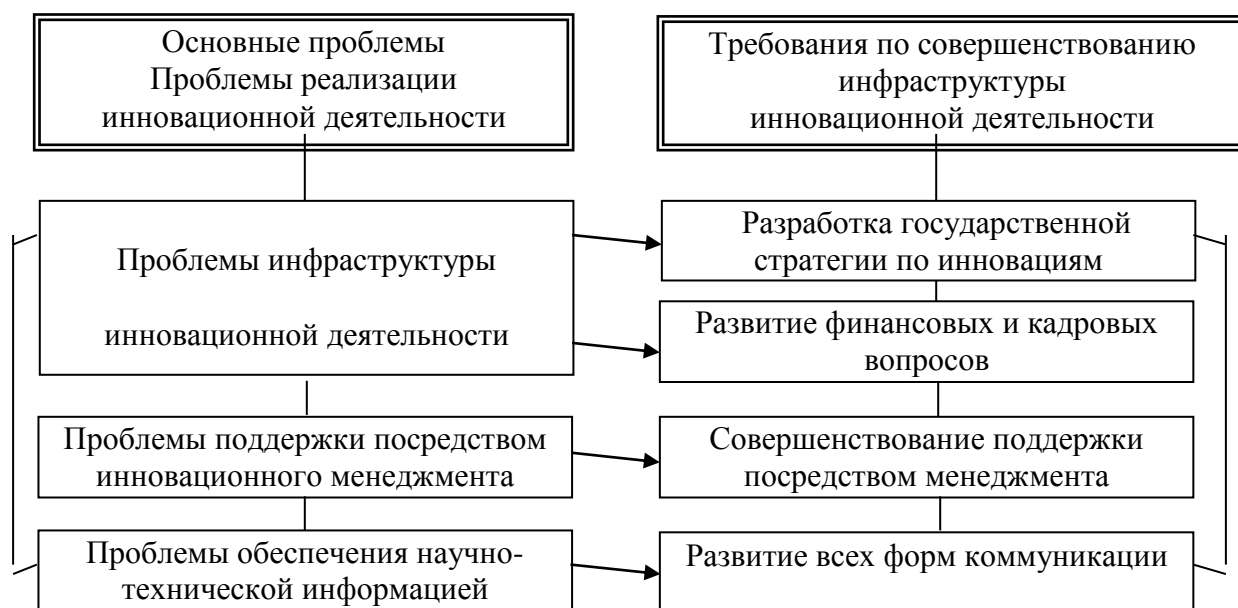 Основные проблемы
Проблемы реализации
инновационной деятельности
Требования по совершенствованию
инфраструктуры
инновационной деятельности
Проблемы инфраструктуры
инновационной деятельности
Разработка государственной
стратегии по инновациям
Развитие финансовых и кадровых
вопросов
Проблемы поддержки посредством
инновационного менеджмента
Совершенствование поддержки
посредством менеджмента
Проблемы обеспечения научно-
технической информацией
Развитие всех форм коммуникации